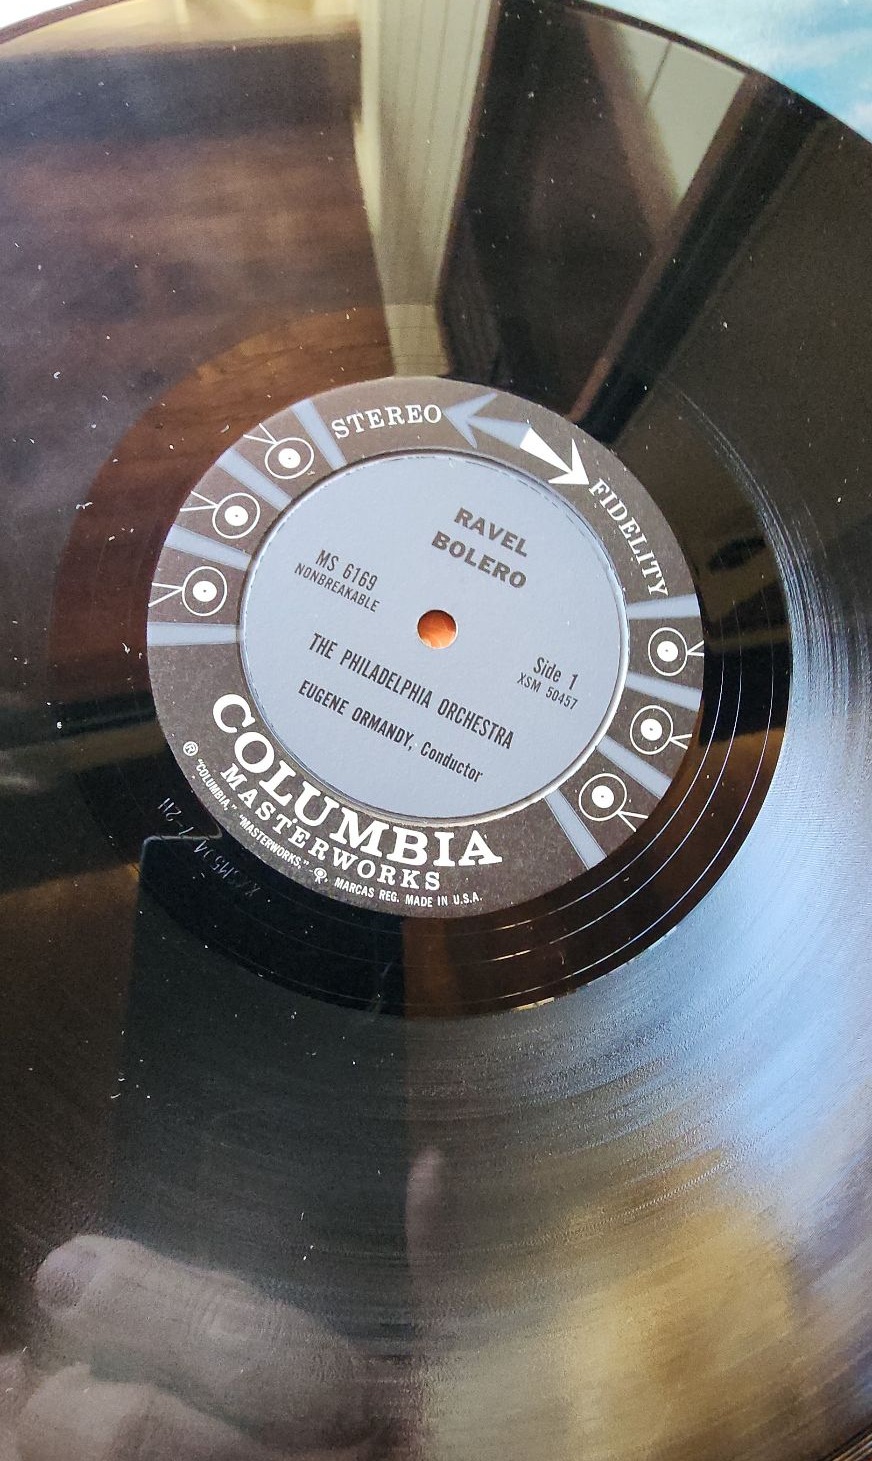 STEREO FIDELITY
RAVEL
BOLERO
MS 6169
NONBREAKABLE
Side 1
XSM 50457
THE PHILADELPHIA ORCHESTRA
EUGENE ORMANDY, Conductor
COLUMBIA
MASTERWORKS
® "COLUMBIA," "MASTERWORKS," MARCAS REG. MADE IN U.S.A.